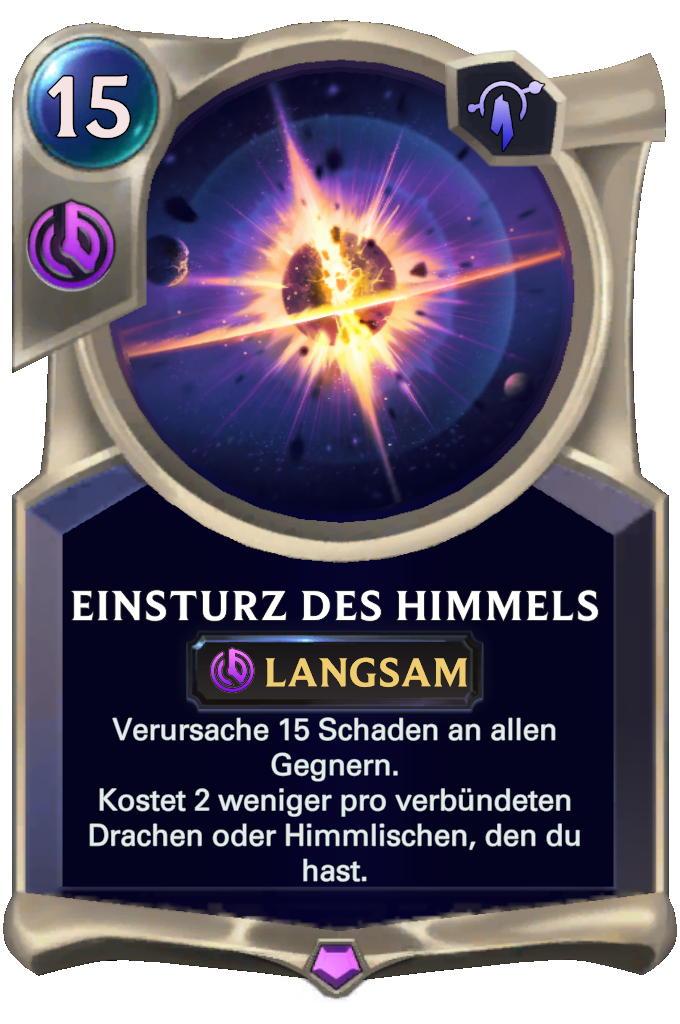 15
EINSTURZ DES HIMMELS
LANGSAM
Verursache 15 Schaden an allen
Gegnern.
Kostet 2 weniger pro verbündeten
Drachen oder Himmlischen, den du
hast.